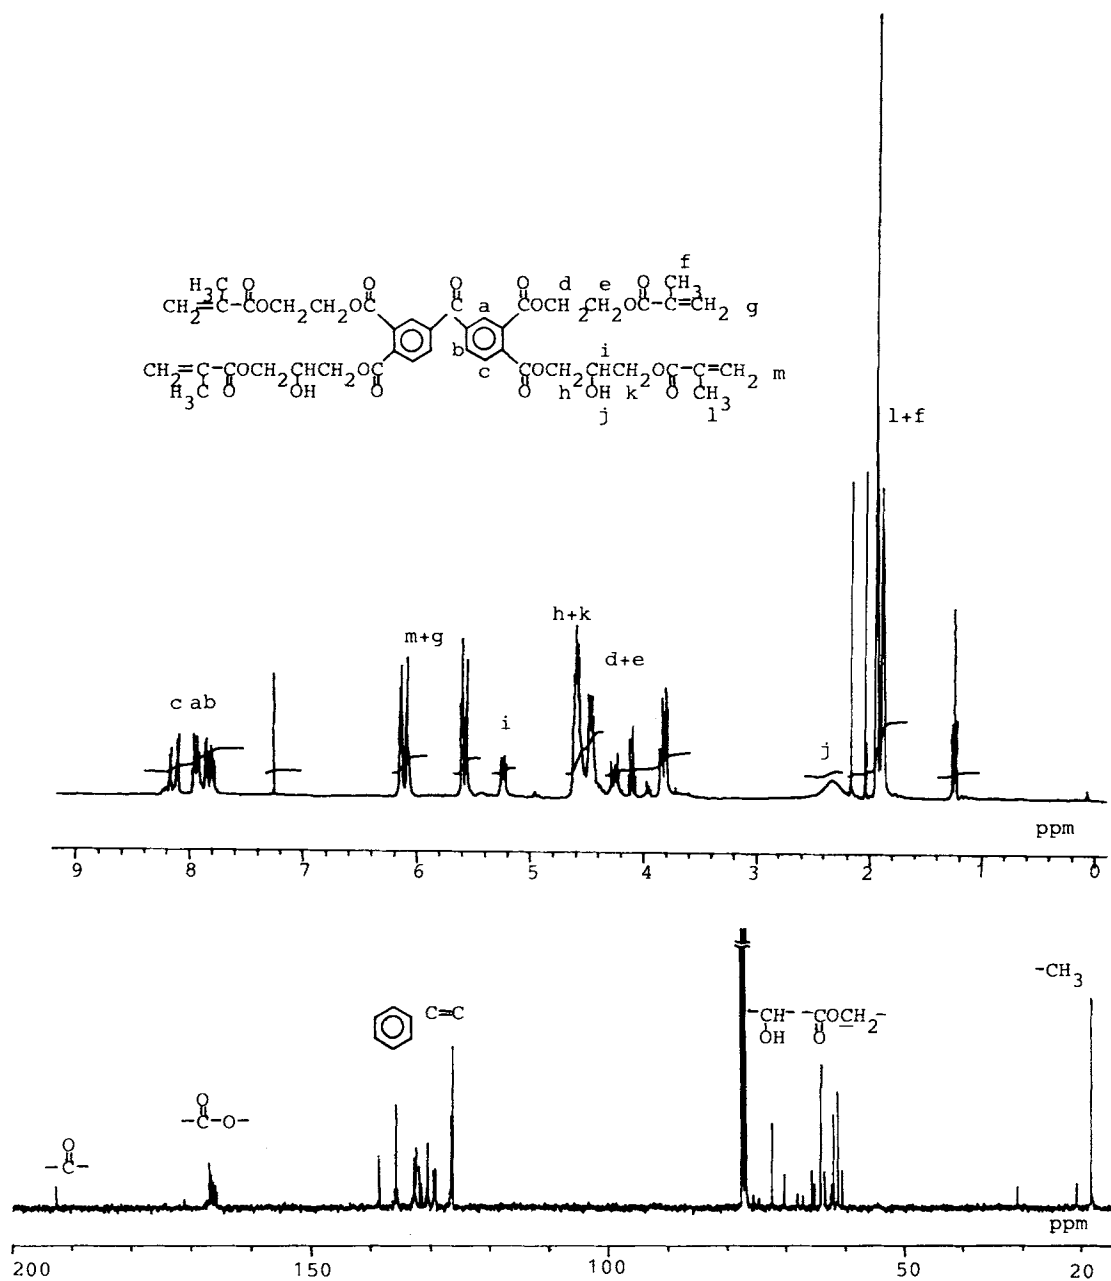 f
d e
H3C O O O O O CH3
CH2=C-COCH2CH2OC C a COCH2CH2OC-C=CH2 g
b i
CH2=C-COCH2CHCH2OC c COCH2CHCH2OC-C=CH2 m
H3C O OH O O hOH k O CH3
j l
l+f
h+k
m+g
d+e
c ab
i
j
ppm
9 8 7 6 5 4 3 2 1 0
-CH3
C=C
-CH- -COCH2-
OH O
O
-C-O-
O
-C-
ppm
200 150 100 50 20